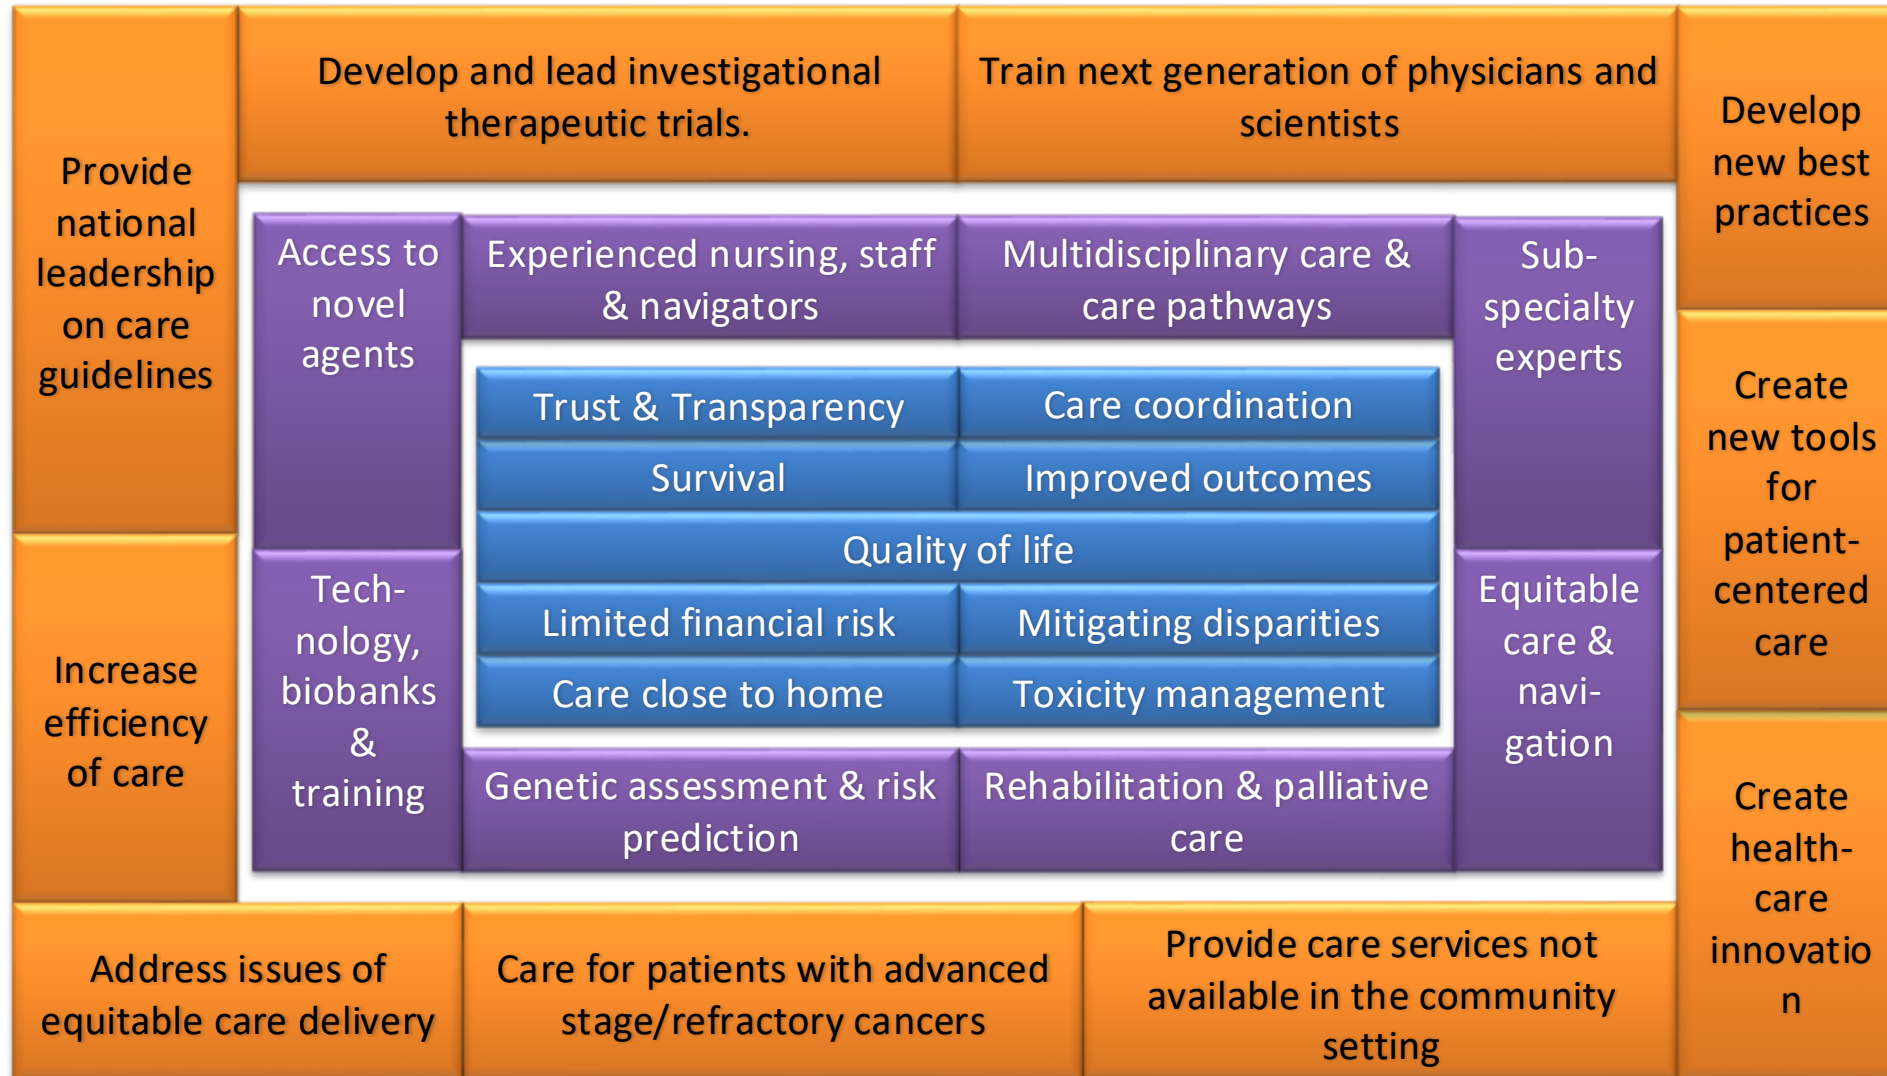 Provide
national
leadership
on care
guidelines
Develop and lead investigational
therapeutic trials.
Train next generation of physicians and
scientists
Develop
new best
practices
Access to
novel
agents
Experienced nursing, staff
& navigators
Multidisciplinary care &
care pathways
Sub-
specialty
experts
Trust & Transparency
Care coordination
Survival
Improved outcomes
Quality of life
Limited financial risk
Mitigating disparities
Care close to home
Toxicity management
Create
new tools
for
patient-
centered
care
Increase
efficiency
of care
Tech-
nology,
biobanks
&
training
Genetic assessment & risk
prediction
Rehabilitation & palliative
care
Equitable
care &
navi-
gation
Create
health-
care
innovatio
n
Address issues of
equitable care delivery
Care for patients with advanced
stage/refractory cancers
Provide care services not
available in the community
setting